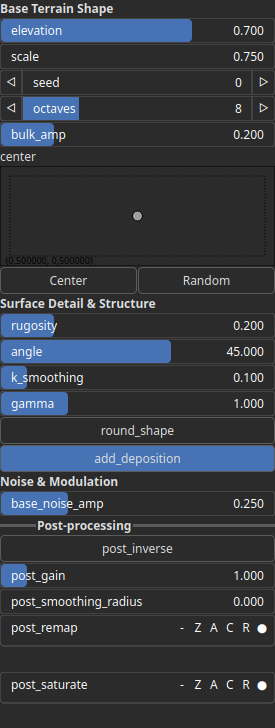 Base Terrain Shape
elevation 0.700
scale 0.750
seed 0
octaves 8
bulk_amp 0.200
center
(0.500000, 0.500000)
Center Random
Surface Detail & Structure
rugosity 0.200
angle 45.000
k_smoothing 0.100
gamma 1.000
round_shape
add_deposition
Noise & Modulation
base_noise_amp 0.250
Post-processing
post_inverse
post_gain 1.000
post_smoothing_radius 0.000
post_remap - Z A C R ●
post_saturate - Z A C R ●